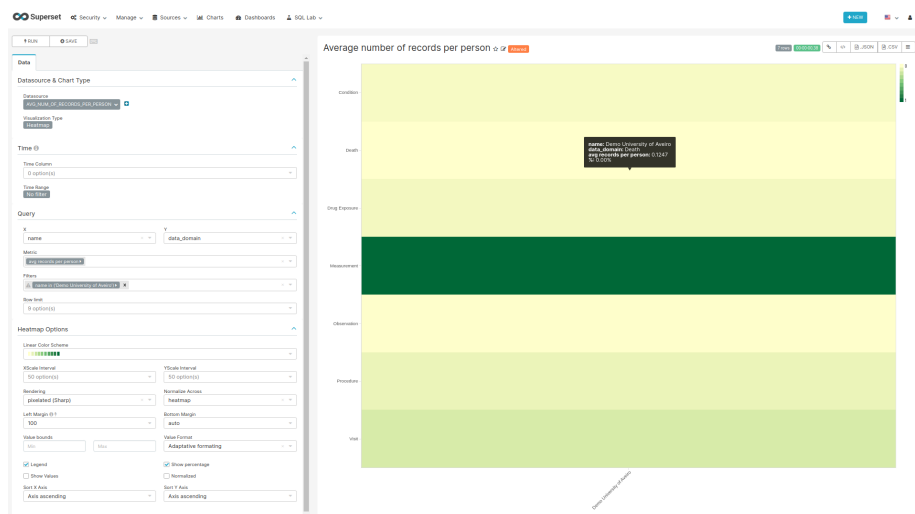 Superset Security Manage Sources Charts Dashboards SQL Lab + NEW
RUN SAVE
Data
Datasource & Chart Type
Datasource
AVG_NUM_OF_RECORDS_PER_PERSON
Visualization Type
Heatmap
Time
Time Column
0 option(s)
Time Range
No filter
Query
X Y
name data_domain
Metric
avg records per person
Filters
name in ('Demo University of Aveiro')
Row limit
9 option(s)
Heatmap Options
Linear Color Scheme
XScale Interval YScale Interval
50 option(s) 50 option(s)
Rendering Normalize Across
pixelated (Sharp) heatmap
Left Margin Bottom Margin
100 auto
Value bounds Value Format
Min Max Adaptative formating
Legend Show percentage
Show Values Normalized
Sort X Axis Sort Y Axis
Axis ascending Axis ascending
Average number of records per person Altered
7 rows .JSON .CSV
Condition
Death
name: Demo University of Aveiro
data_domain: Death
avg records per person: 0.1247
%: 0.00%
Drug Exposure
Measurement
Observation
Procedure
Visit
Demo University of Aveiro